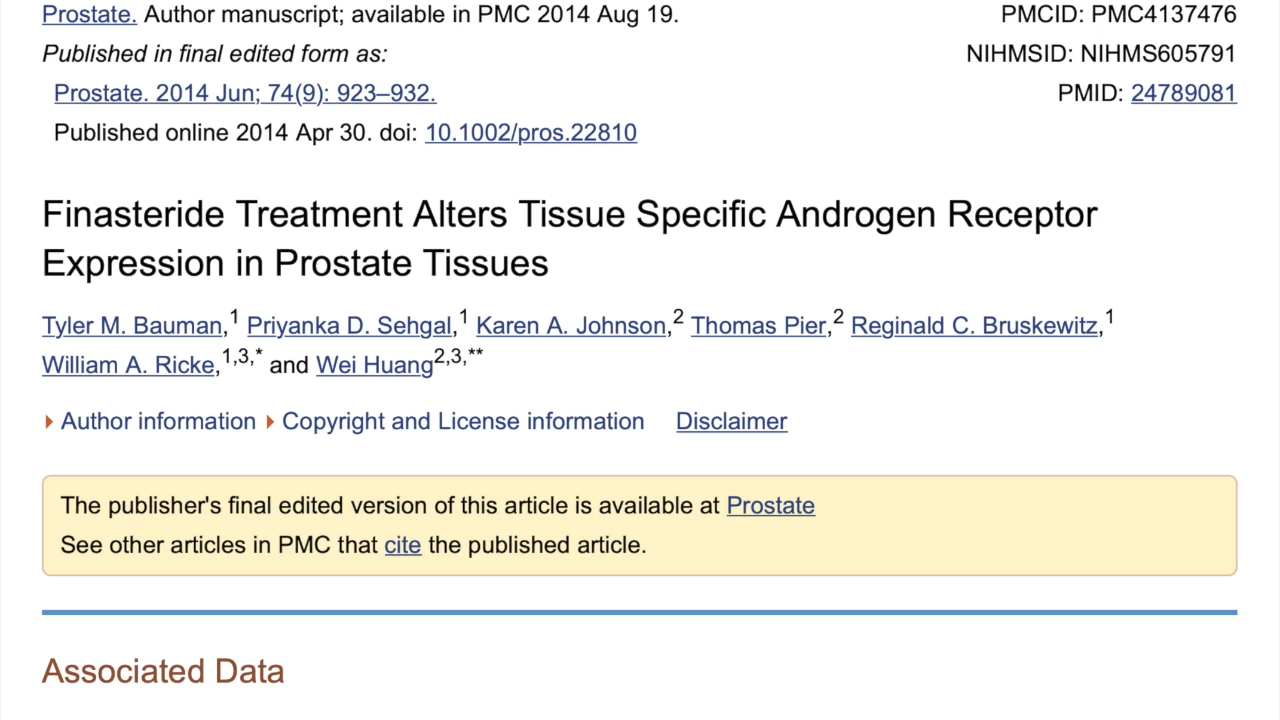 Prostate. Author manuscript; available in PMC 2014 Aug 19.
Published in final edited form as:
Prostate. 2014 Jun; 74(9): 923–932.
Published online 2014 Apr 30. doi: 10.1002/pros.22810
PMCID: PMC4137476
NIHMSID: NIHMS605791
PMID: 24789081
Finasteride Treatment Alters Tissue Specific Androgen Receptor
Expression in Prostate Tissues
Tyler M. Bauman,1 Priyanka D. Sehgal,1 Karen A. Johnson,2 Thomas Pier,2 Reginald C. Bruskewitz,1
William A. Ricke,1,3,* and Wei Huang2,3,**
Author information Copyright and License information Disclaimer
The publisher's final edited version of this article is available at Prostate
See other articles in PMC that cite the published article.
Associated Data